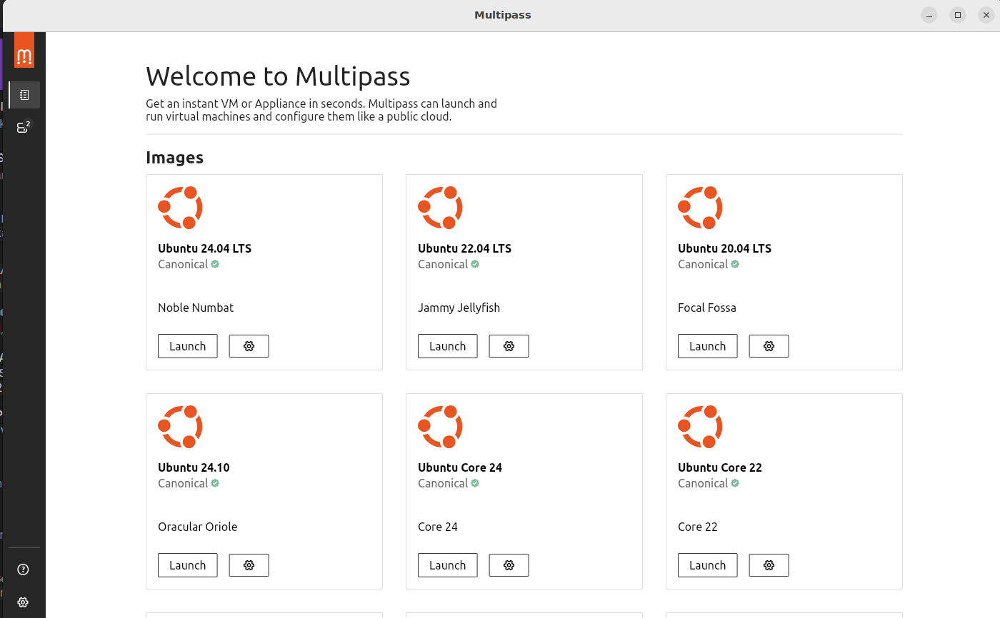 Multipass
2
Welcome to Multipass
Get an instant VM or Appliance in seconds. Multipass can launch and
run virtual machines and configure them like a public cloud.
Images
Ubuntu 24.04 LTS
Canonical
Noble Numbat
Launch
Ubuntu 22.04 LTS
Canonical
Jammy Jellyfish
Launch
Ubuntu 20.04 LTS
Canonical
Focal Fossa
Launch
Ubuntu 24.10
Canonical
Oracular Oriole
Launch
Ubuntu Core 24
Canonical
Core 24
Launch
Ubuntu Core 22
Canonical
Core 22
Launch